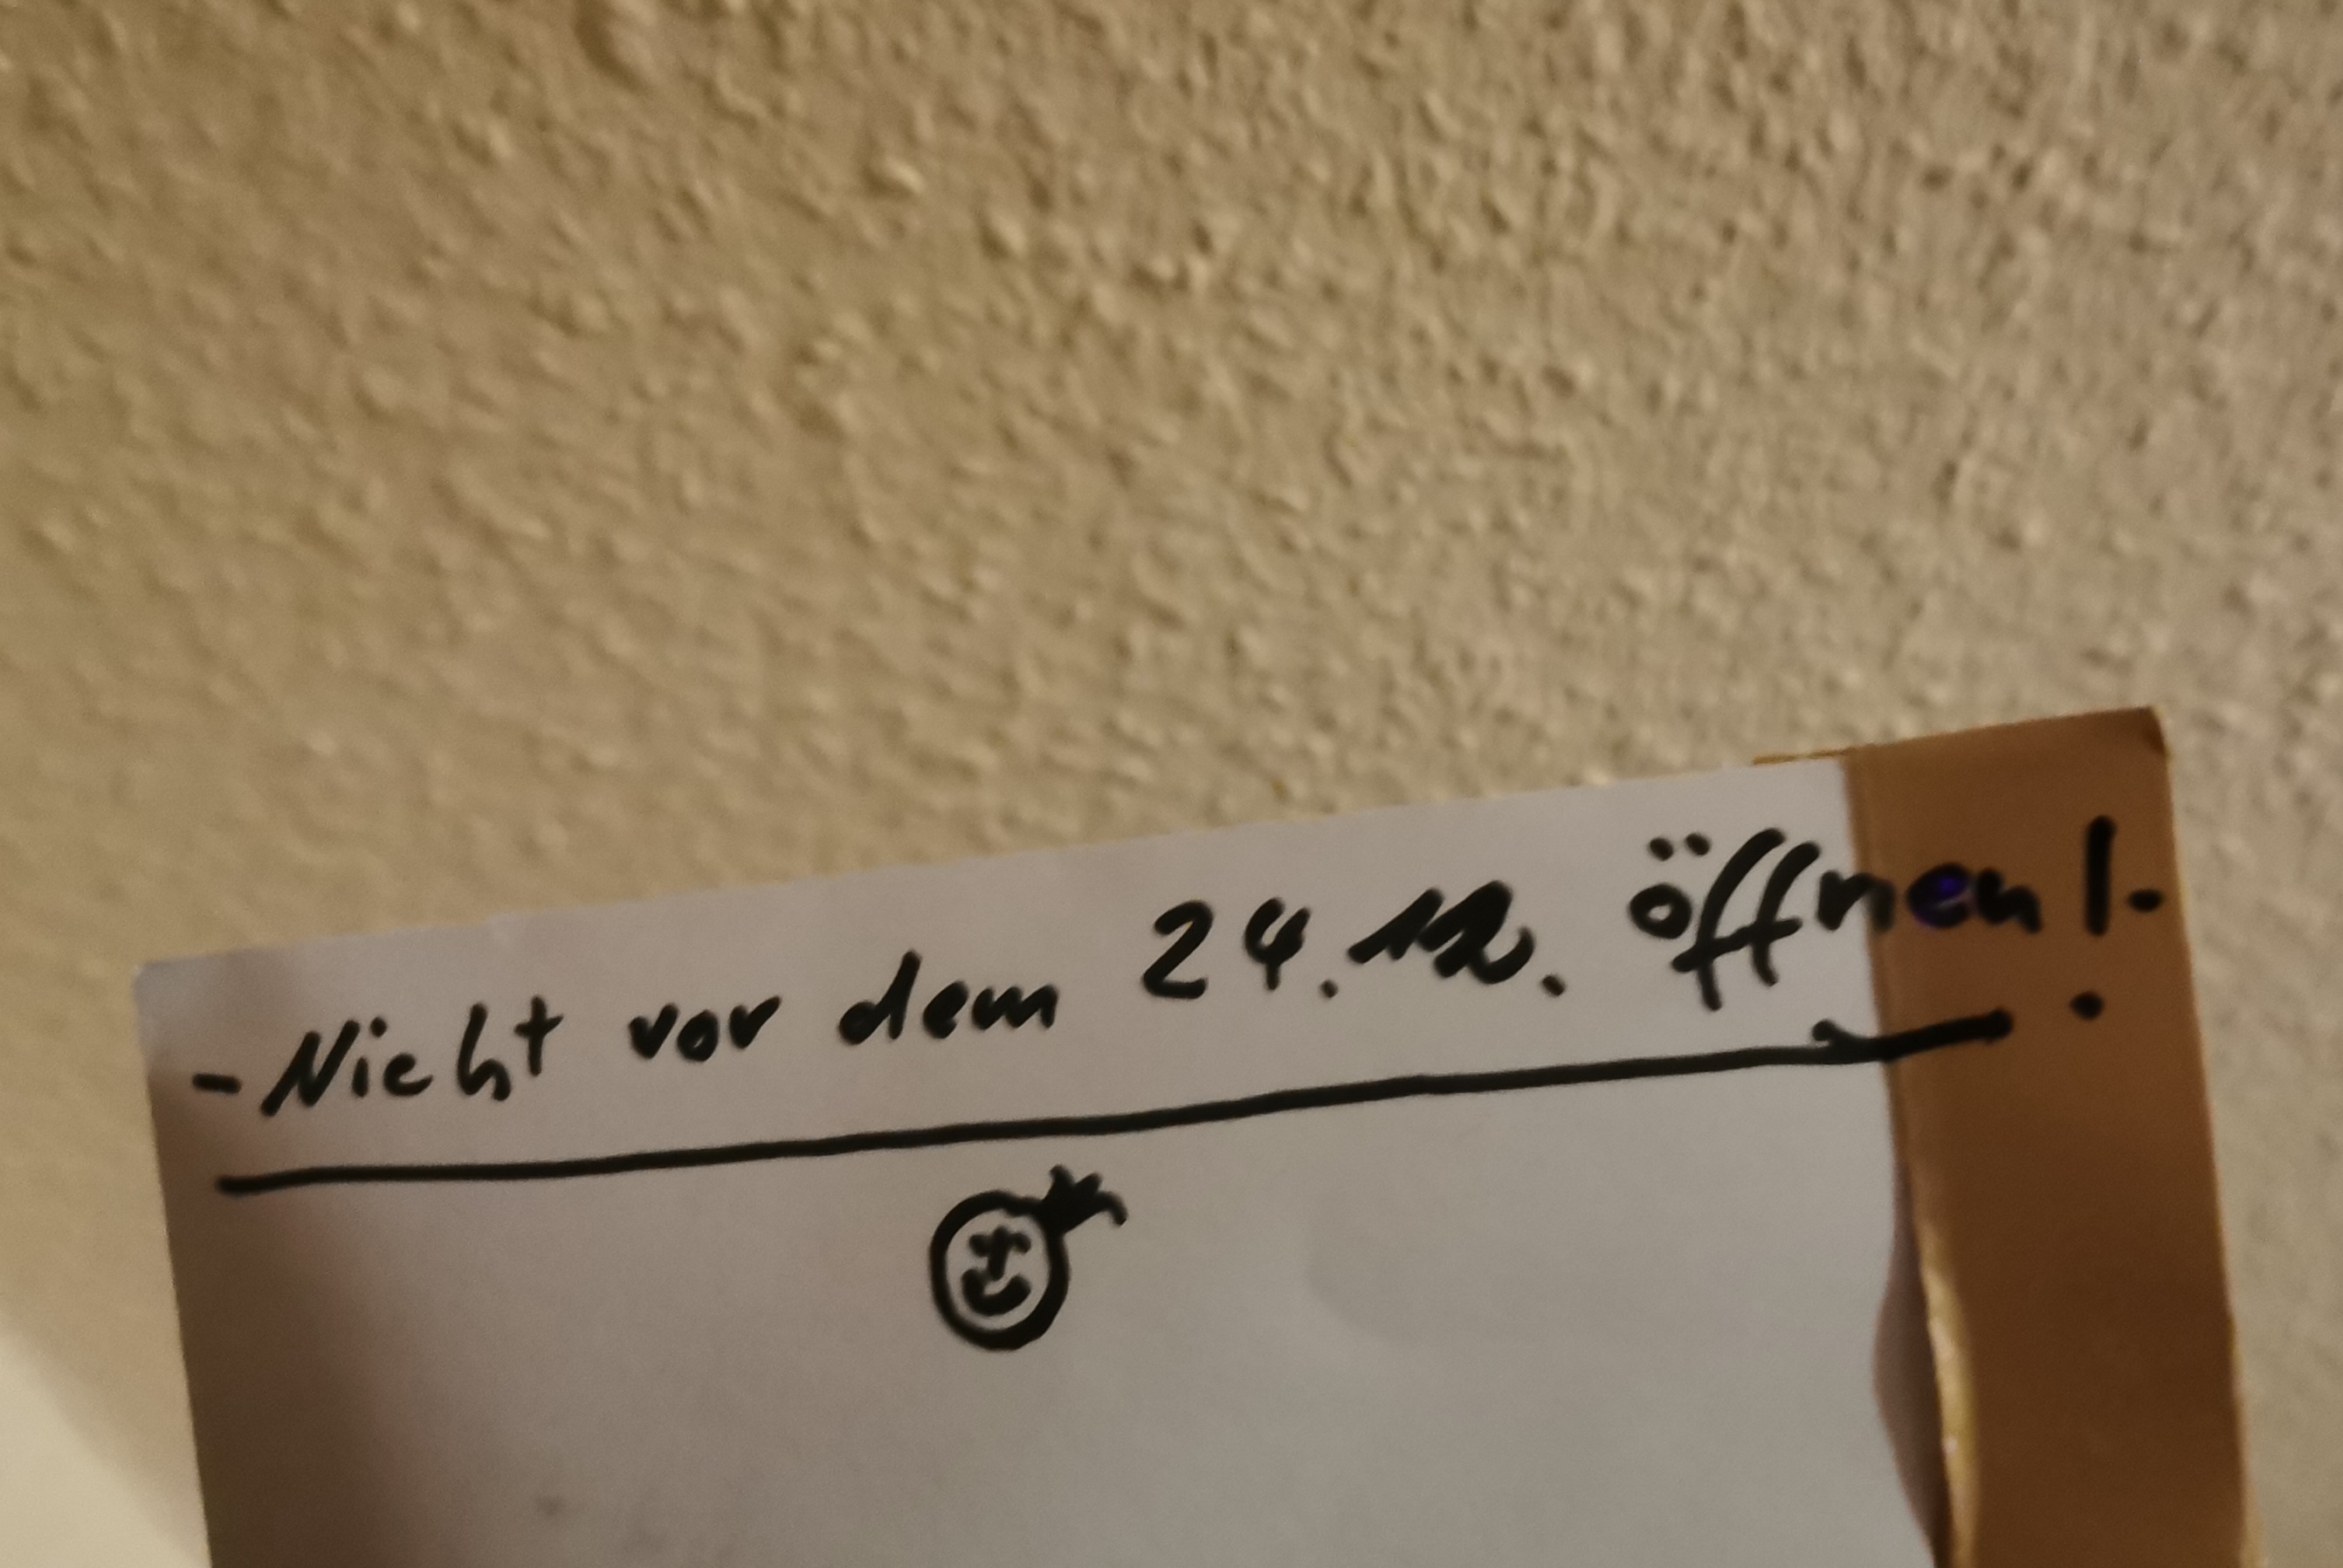 - Nicht vor dem 24.12. öffnen! -